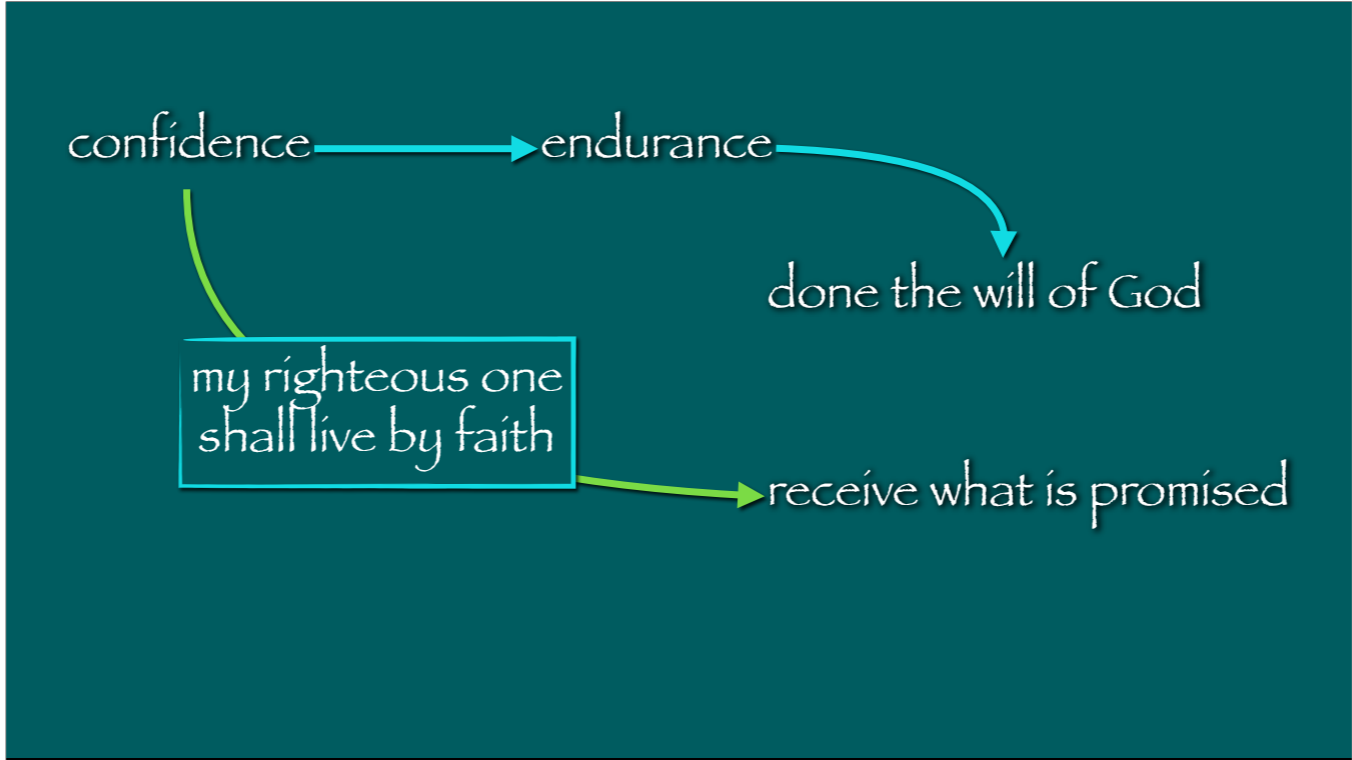 confidence
endurance
done the will of God
my righteous one
shall live by faith
receive what is promised